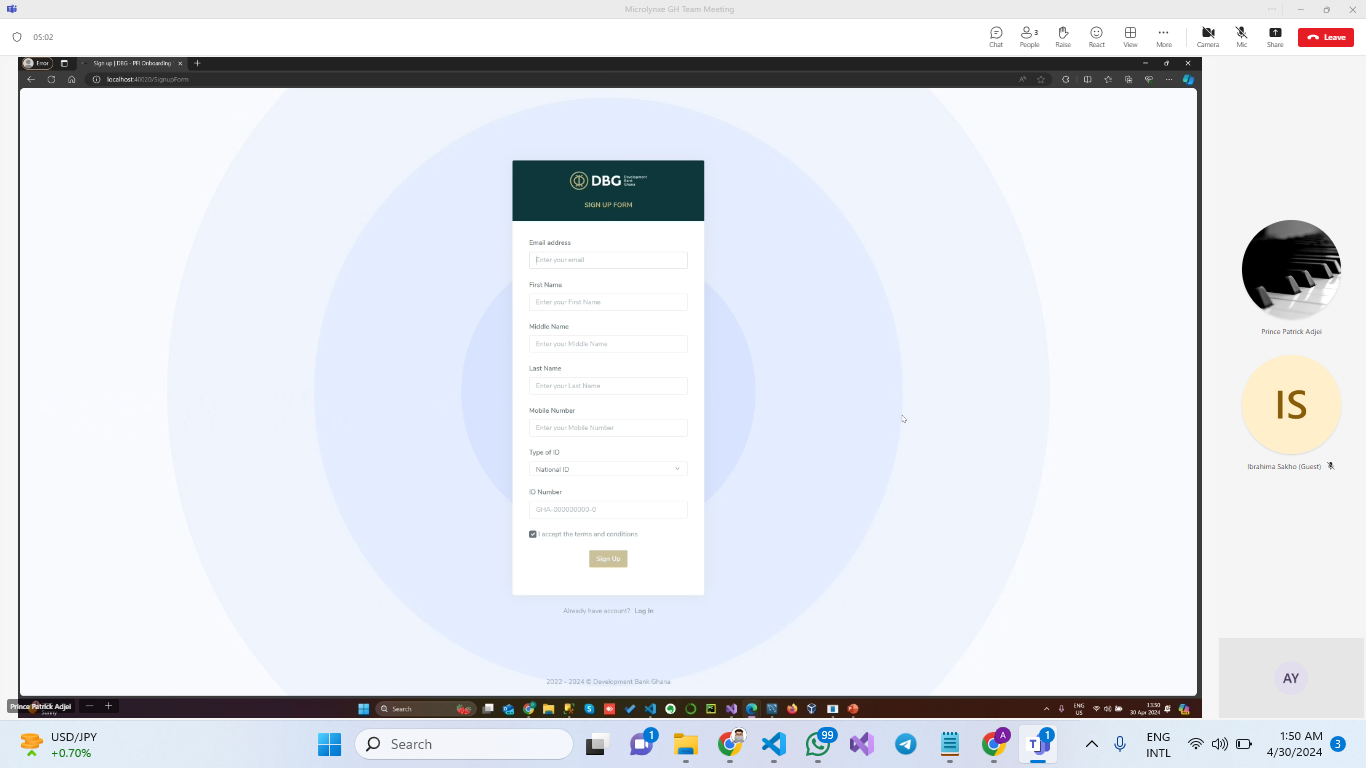 Microlynxe GH Team Meeting
05:02
Chat
People 3
Raise
React
View
More
Camera
Mic
Share
Leave
Error
Sign up | DBG - PFI Onboarding
localhost:40020/SignupForm
DBG Development Bank Ghana
SIGN UP FORM
Email address
Enter your email
First Name
Enter your First Name
Middle Name
Enter your Middle Name
Last Name
Enter your Last Name
Mobile Number
Enter your Mobile Number
Type of ID
National ID
ID Number
GHA-000000000-0
I accept the terms and conditions
Sign Up
Already have account? Log In
2022 - 2024 © Development Bank Ghana
Prince Patrick Adjei
IS
Ibrahima Sakho (Guest)
AY
Prince Patrick Adjei
Sunny
Search
ENG
US
13:50
30 Apr 2024
USD/JPY
+0.70%
Search
1
99
A
1
ENG
INTL
1:50 AM
4/30/2024
3